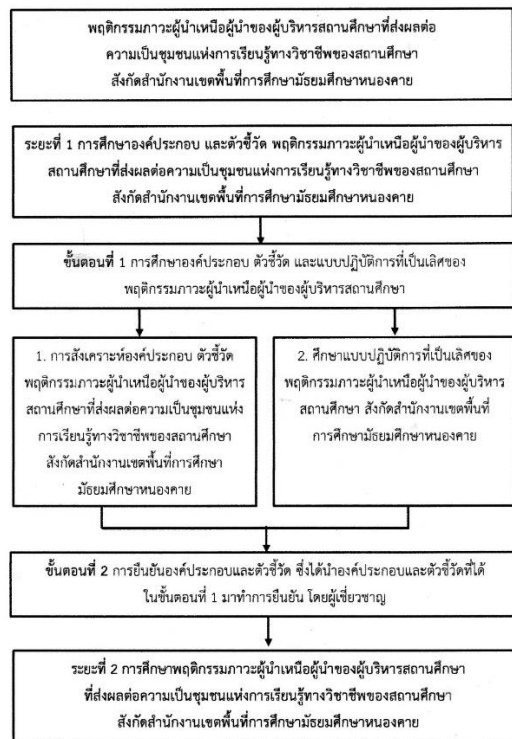 พฤติกรรมภาวะผู้นำเหนือผู้นำของผู้บริหารสถานศึกษาที่ส่งผลต่อ
ความเป็นชุมชนแห่งการเรียนรู้ทางวิชาชีพของสถานศึกษา
สังกัดสำนักงานเขตพื้นที่การศึกษามัธยมศึกษาหนองคาย
ระยะที่ 1 การศึกษาองค์ประกอบ และตัวชี้วัด พฤติกรรมภาวะผู้นำเหนือผู้นำของผู้บริหาร
สถานศึกษาที่ส่งผลต่อความเป็นชุมชนแห่งการเรียนรู้ทางวิชาชีพของสถานศึกษา
สังกัดสำนักงานเขตพื้นที่การศึกษามัธยมศึกษาหนองคาย
ขั้นตอนที่ 1 การศึกษาองค์ประกอบ ตัวชี้วัด และแบบปฏิบัติการที่เป็นเลิศของ
พฤติกรรมภาวะผู้นำเหนือผู้นำของผู้บริหารสถานศึกษา
1. การสังเคราะห์องค์ประกอบ ตัวชี้วัด
พฤติกรรมภาวะผู้นำเหนือผู้นำของผู้บริหาร
สถานศึกษาที่ส่งผลต่อความเป็นชุมชนแห่ง
การเรียนรู้ทางวิชาชีพของสถานศึกษา
สังกัดสำนักงานเขตพื้นที่การศึกษา
มัธยมศึกษาหนองคาย
2. ศึกษาแบบปฏิบัติการที่เป็นเลิศของ
พฤติกรรมภาวะผู้นำเหนือผู้นำของผู้บริหาร
สถานศึกษา สังกัดสำนักงานเขตพื้นที่
การศึกษามัธยมศึกษาหนองคาย
ขั้นตอนที่ 2 การยืนยันองค์ประกอบและตัวชี้วัด ซึ่งได้นำองค์ประกอบและตัวชี้วัดที่ได้
ในขั้นตอนที่ 1 มาทำการยืนยัน โดยผู้เชี่ยวชาญ
ระยะที่ 2 การศึกษาพฤติกรรมภาวะผู้นำเหนือผู้นำของผู้บริหารสถานศึกษา
ที่ส่งผลต่อความเป็นชุมชนแห่งการเรียนรู้ทางวิชาชีพของสถานศึกษา
สังกัดสำนักงานเขตพื้นที่การศึกษามัธยมศึกษาหนองคาย